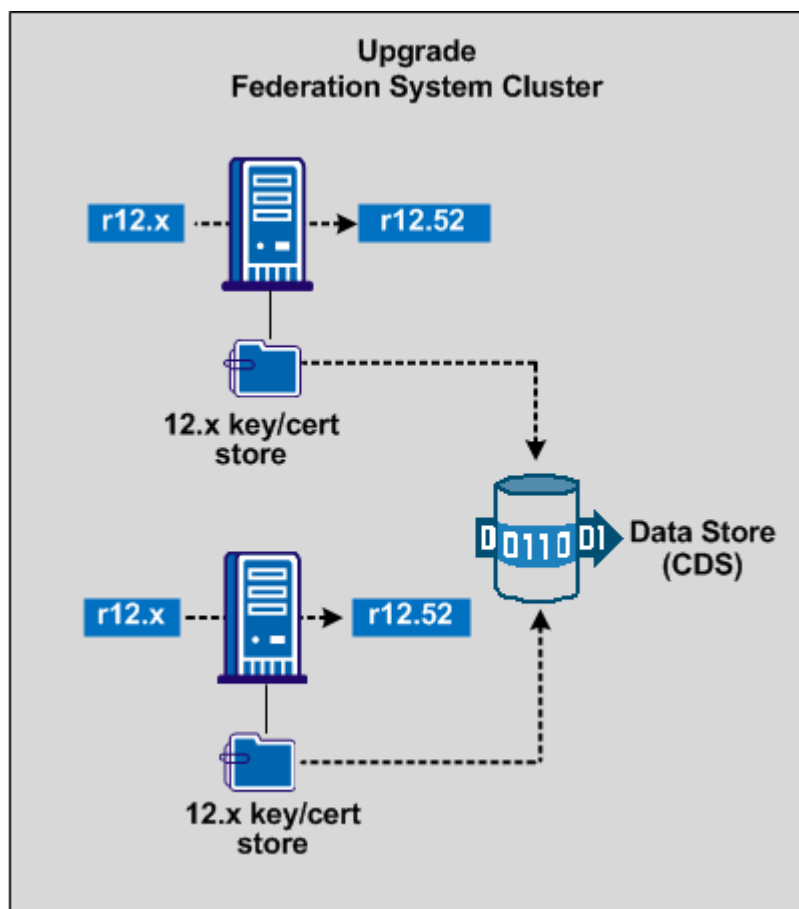 Upgrade
Federation System Cluster
r12.x
r12.52
12.x key/cert
store
D 0110 D1
Data Store
(CDS)
r12.x
r12.52
12.x key/cert
store